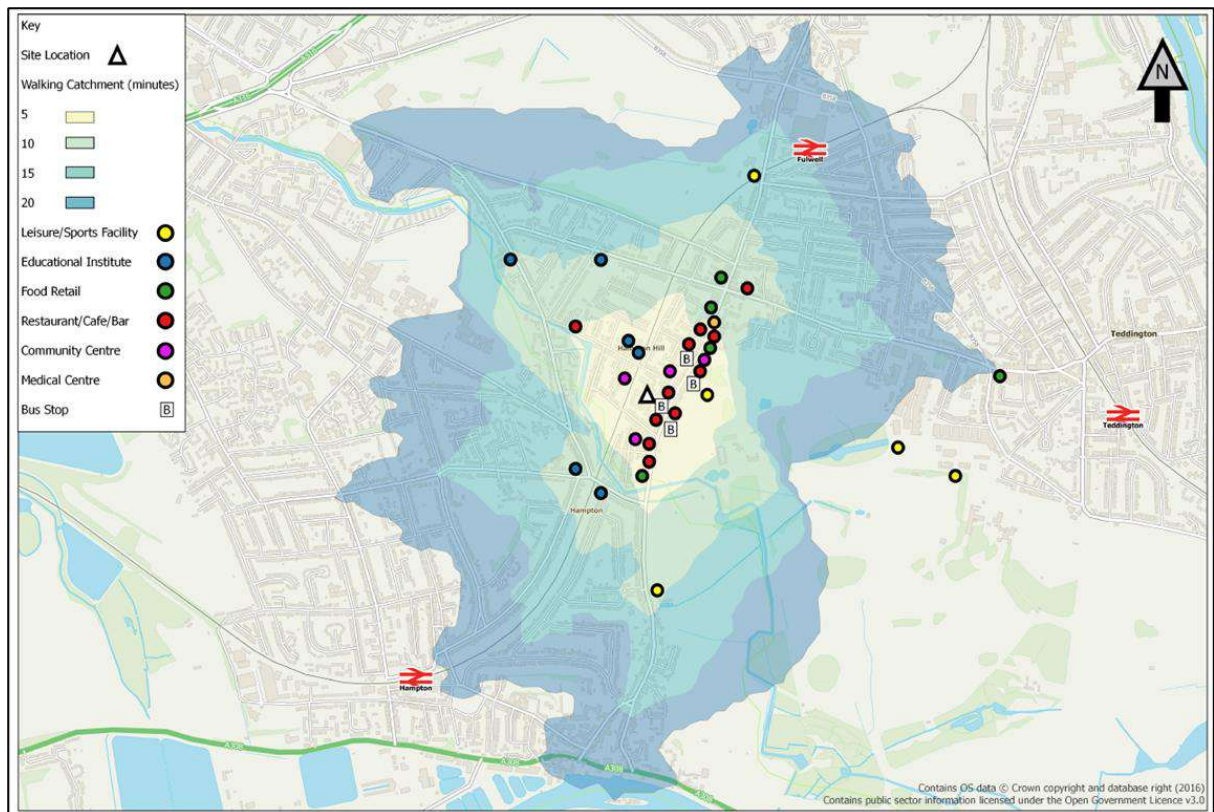 Key
Site Location
Walking Catchment (minutes)
5
10
15
20
Leisure/Sports Facility
Educational Institute
Food Retail
Restaurant/Cafe/Bar
Community Centre
Medical Centre
Bus Stop B
N
Fulwell
Teddington
Teddington
B
B
B
B
Hampton
Hampton
A308
A308
Contains OS data © Crown copyright and database right (2016)
Contains public sector information licensed under the Open Government Licence v3.0